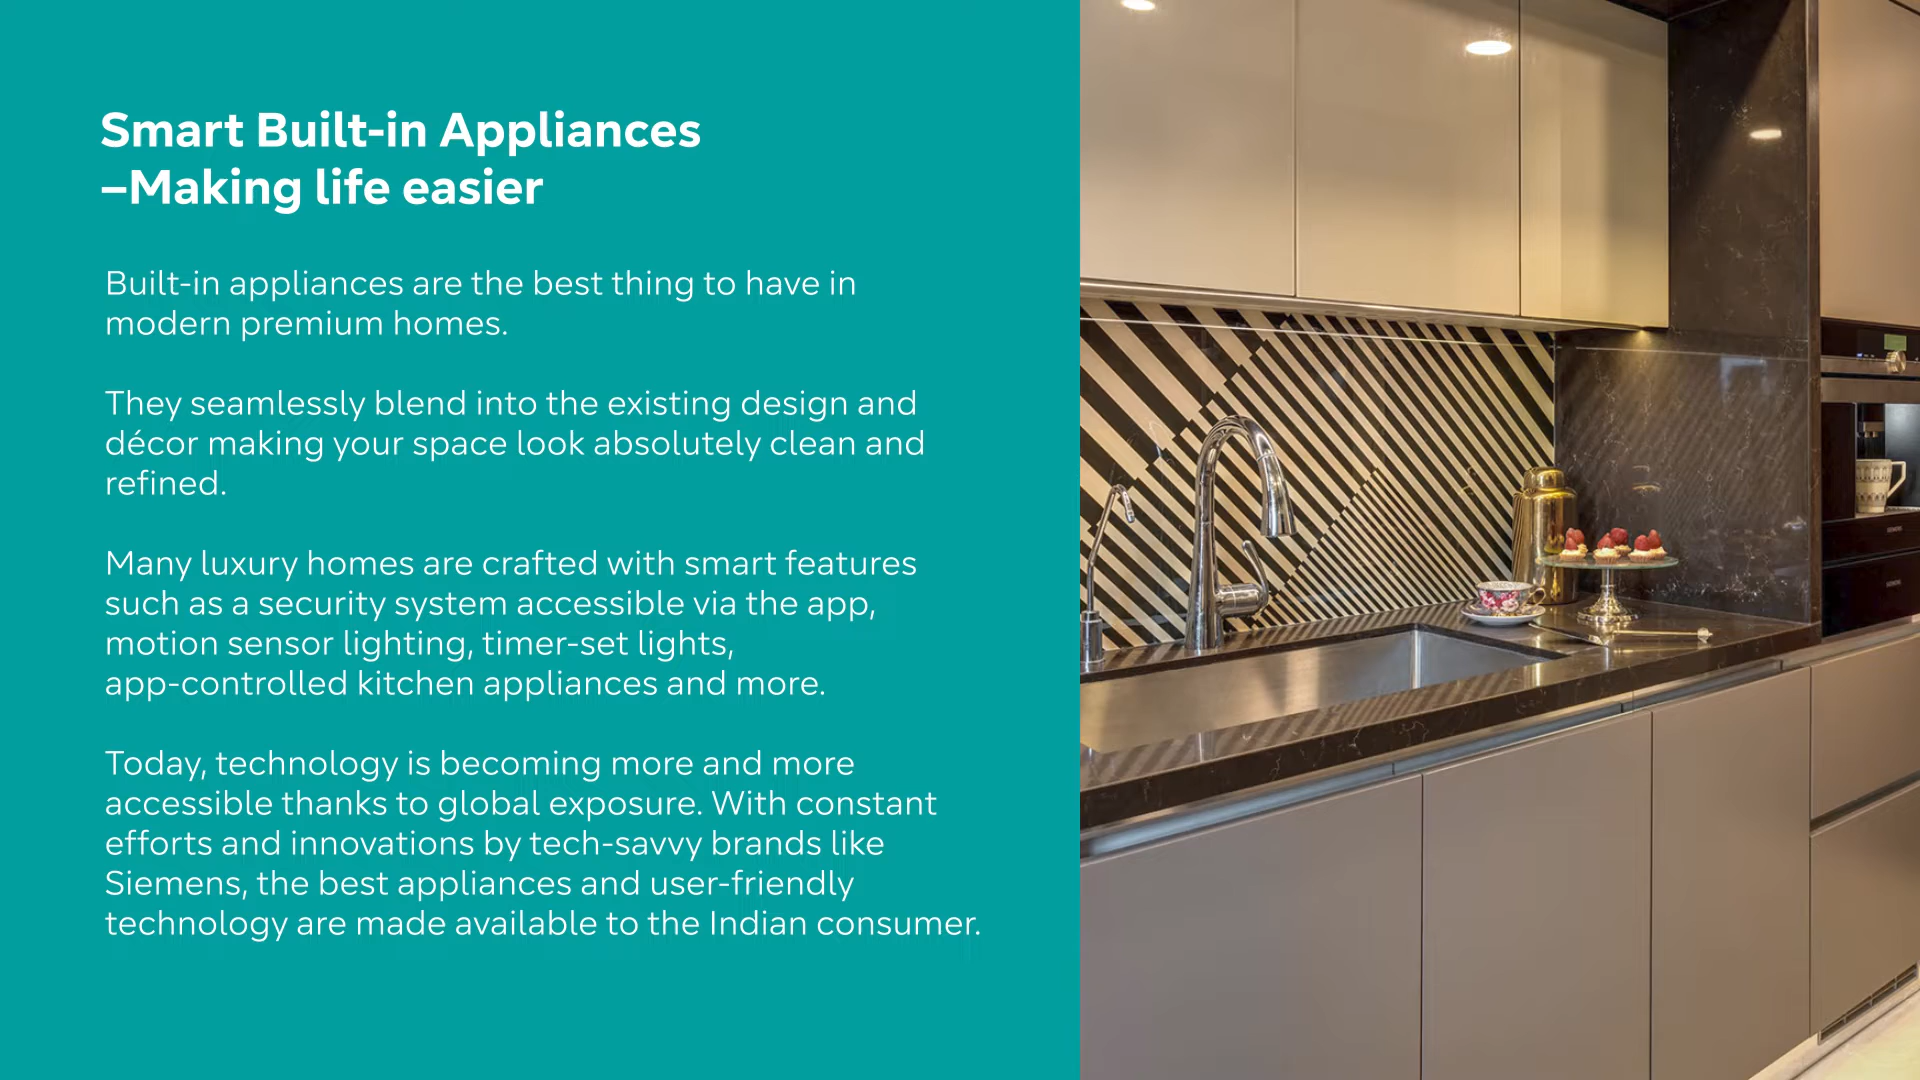 Smart Built-in Appliances
–Making life easier
Built-in appliances are the best thing to have in
modern premium homes.
They seamlessly blend into the existing design and
décor making your space look absolutely clean and
refined.
Many luxury homes are crafted with smart features
such as a security system accessible via the app,
motion sensor lighting, timer-set lights,
app-controlled kitchen appliances and more.
Today, technology is becoming more and more
accessible thanks to global exposure. With constant
efforts and innovations by tech-savvy brands like
Siemens, the best appliances and user-friendly
technology are made available to the Indian consumer.